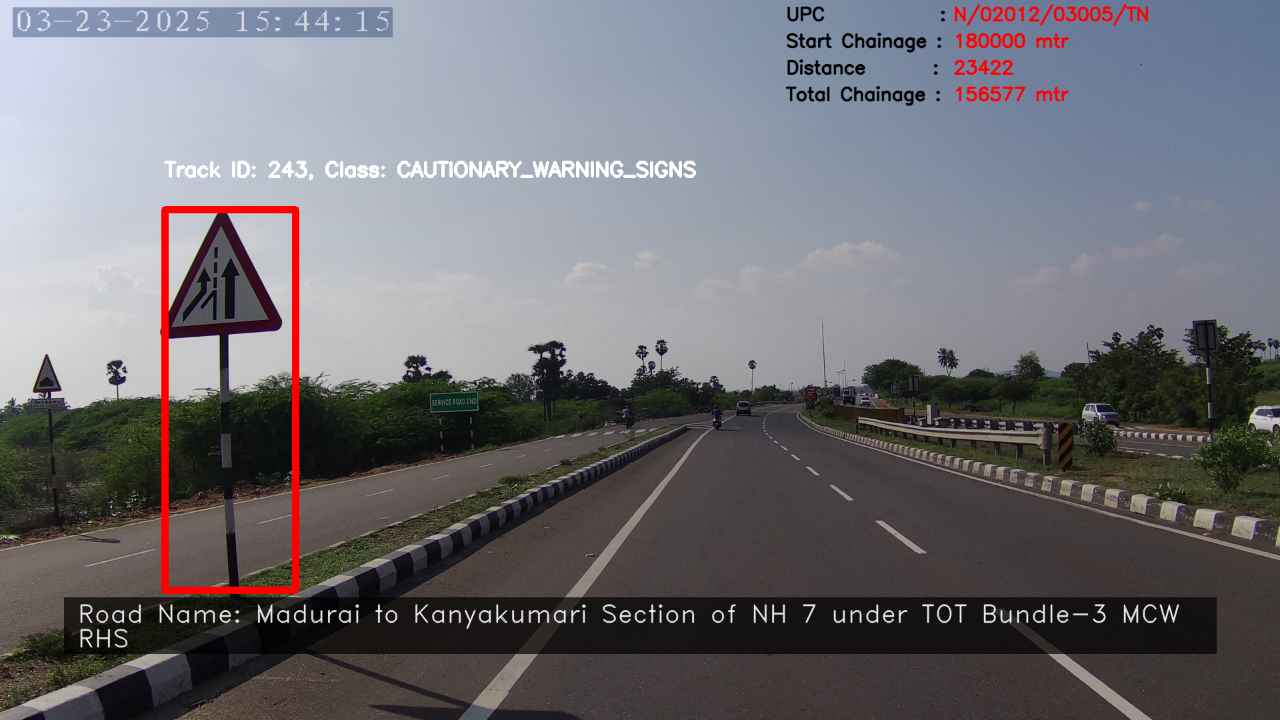 03-23-2025 15:44:15
UPC : N/02012/03005/TN
Start Chainage : 180000 mtr
Distance : 23422
Total Chainage : 156577 mtr
Track ID: 243, Class: CAUTIONARY_WARNING_SIGNS
SERVICE ROAD END
Road Name: Madurai to Kanyakumari Section of NH 7 under TOT Bundle-3 MCW
RHS